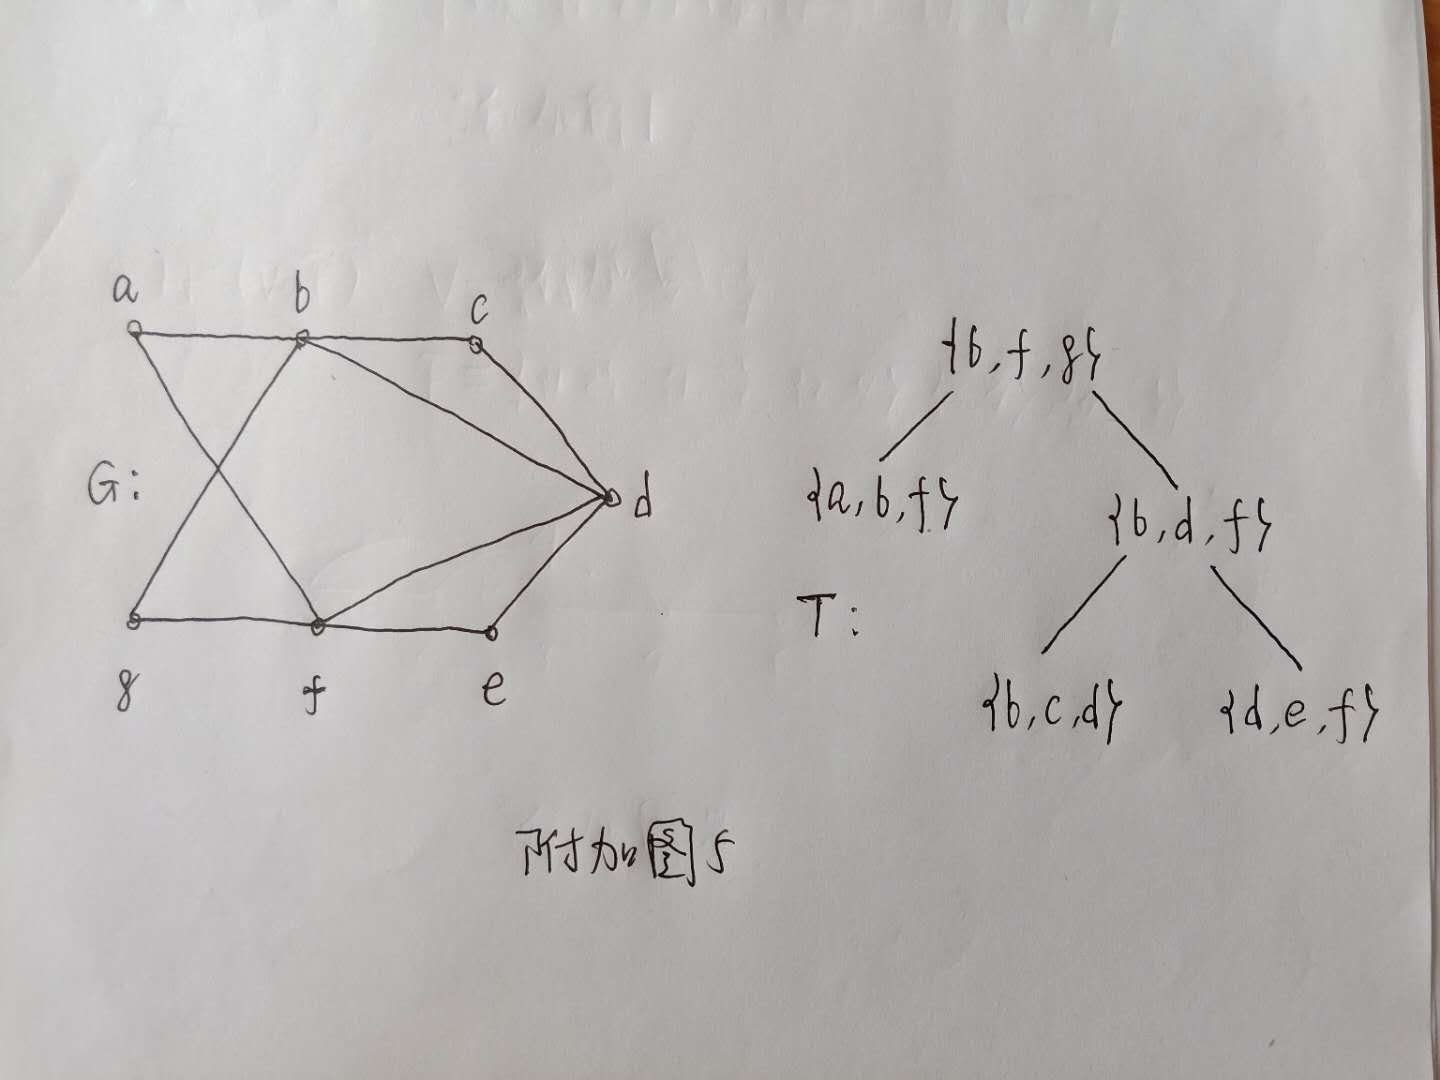 a b c
{b,f,g}
G: d
{a,b,f} {b,d,f}
T:
g f e
{b,c,d} {d,e,f}
附加图5